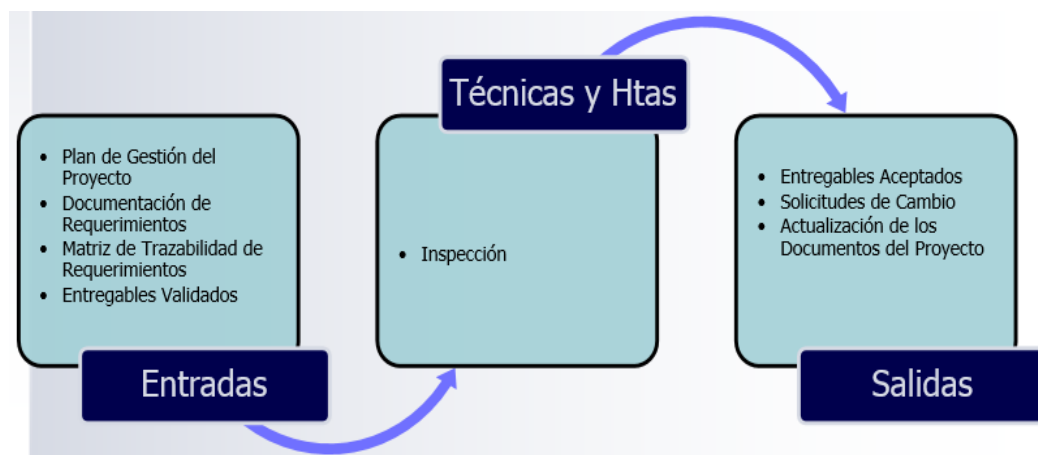 Técnicas y Htas
• Plan de Gestión del
Proyecto
• Documentación de
Requerimientos
• Matriz de Trazabilidad de
Requerimientos
• Entregables Validados
Entradas
• Inspección
• Entregables Aceptados
• Solicitudes de Cambio
• Actualización de los
Documentos del Proyecto
Salidas